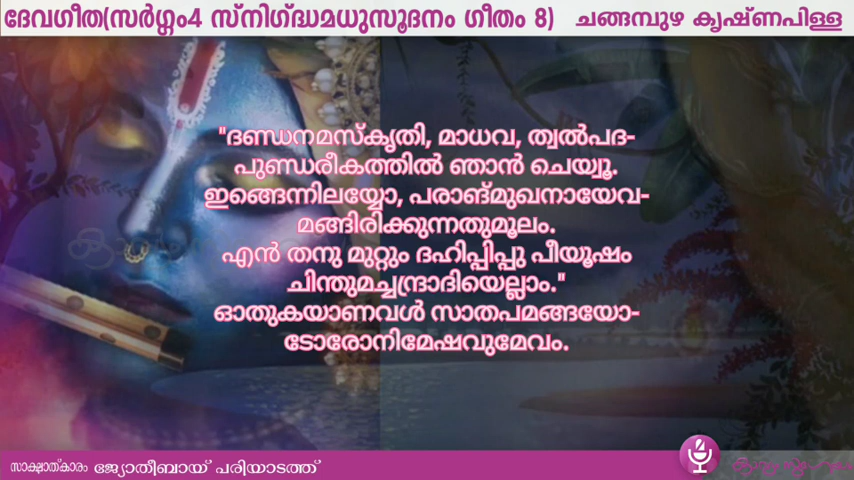 ദേവഗീത(സർഗ്ഗം4 സ്നിഗ്ദ്ധമധുസൂദനം ഗീതം 8) ചങ്ങമ്പുഴ കൃഷ്ണപിള്ള
"ദണ്ഡനമസ്കൃതി, മാധവ, ത്വൽപദ-
പുണ്ഡരീകത്തിൽ ഞാൻ ചെയ്വൂ.
ഇങ്ങെന്നിലയ്യോ, പരാങ്മുഖനായേവ-
മങ്ങിരിക്കുന്നതുമൂലം.
എൻ തനു മുറ്റും ദഹിപ്പിപ്പു പീയൂഷം
ചിന്തുമച്ചന്ദ്രാദിയെല്ലാം."
ഓതുകയാണവൾ സാതപമങ്ങയോ-
ടോരോനിമേഷവുമേവം.
സാക്ഷാത്കാരം ജ്യോതീബായ് പരിയാടത്ത്